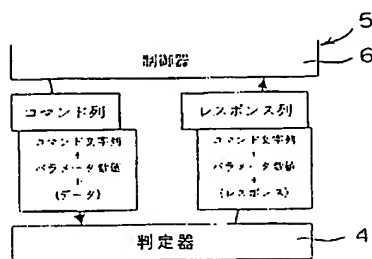 5
制御器
6
コマンド列
レスポンス列
コマンド文字列
+
パラメータ数値
+
(データ)
コマンド文字列
+
パラメータ数値
+
(レスポンス)
判定器
4